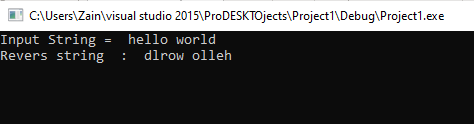 C:\Users\Zain\visual studio 2015\ProDESKTOjects\Project1\Debug\Project1.exe
Input String =  hello world
Revers string  :  dlrow olleh